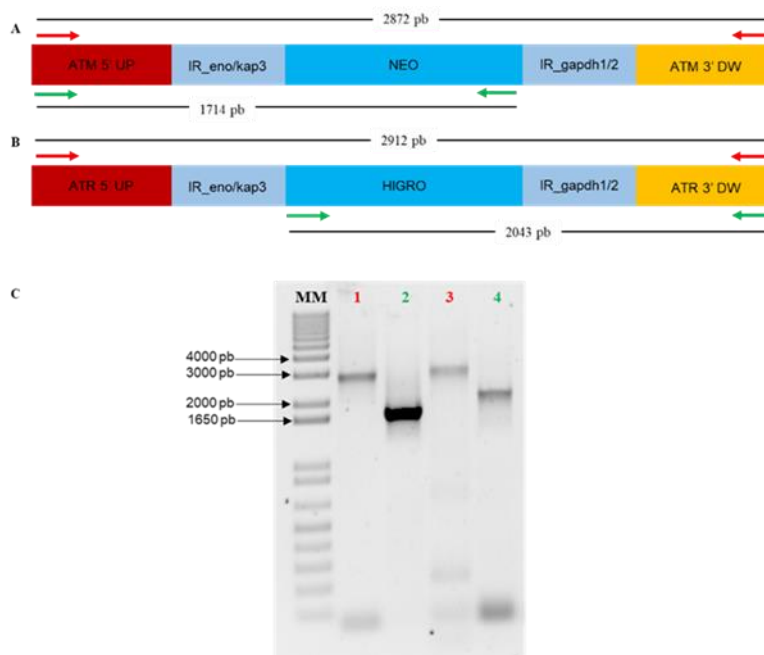 2872 pb
A
ATM 5' UP IR_eno/kap3 NEO IR_gapdh1/2 ATM 3' DW
1714 pb
B
2912 pb
ATR 5' UP IR_eno/kap3 HIGRO IR_gapdh1/2 ATR 3' DW
2043 pb
C
MM 1 2 3 4
4000 pb
3000 pb
2000 pb
1650 pb